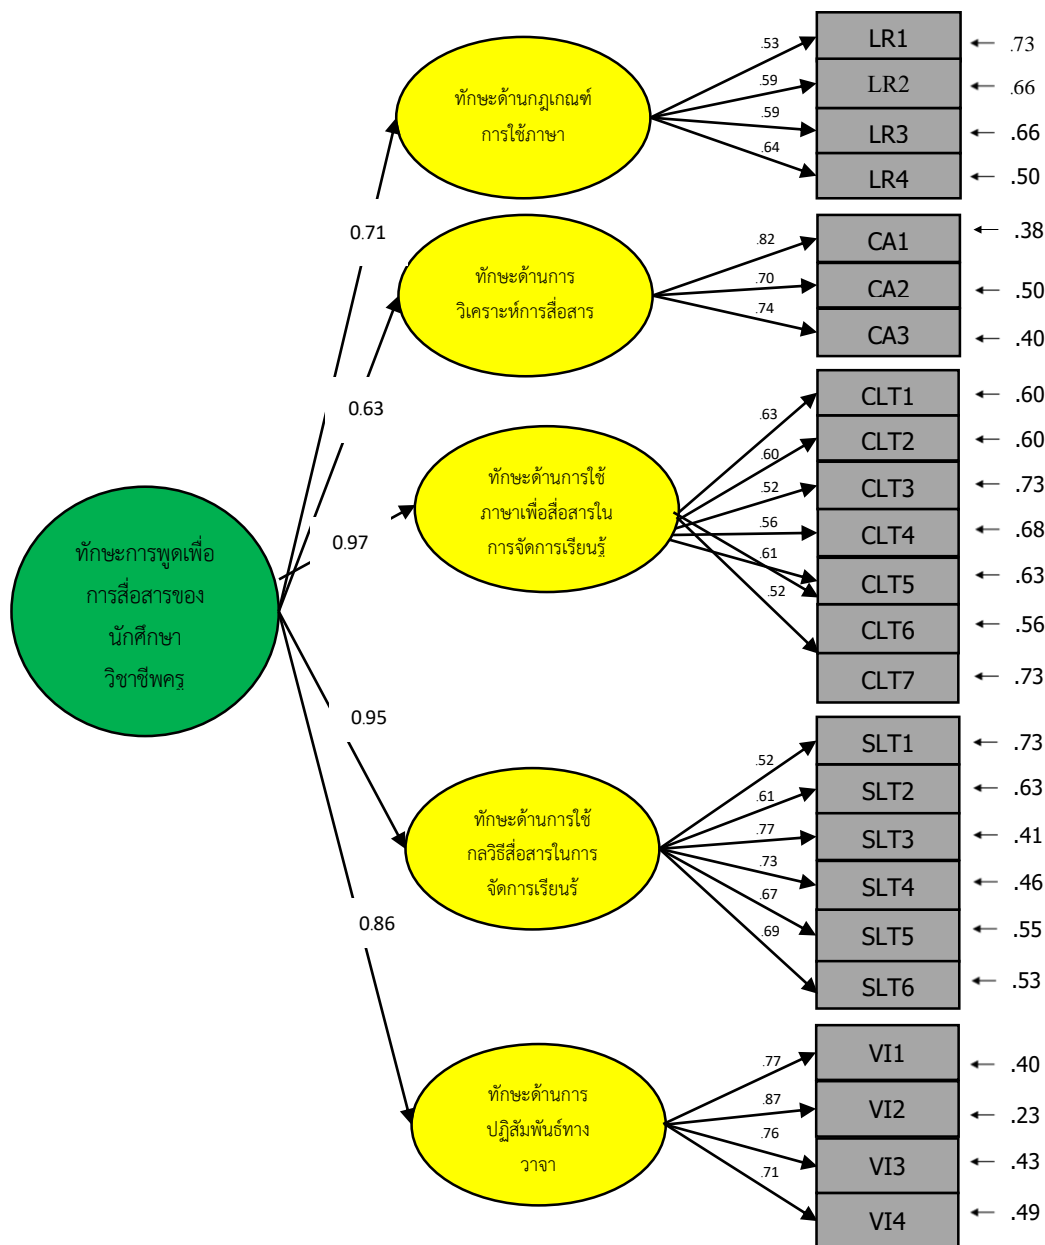 ทักษะการพูดเพื่อ
การสื่อสารของ
นักศึกษา
วิชาชีพครู
0.71
0.63
0.97
0.95
0.86
ทักษะด้านกฎเกณฑ์
การใช้ภาษา
.53
.59
.59
.64
LR1
.73
LR2
.66
LR3
.66
LR4
.50
ทักษะด้านการ
วิเคราะห์การสื่อสาร
.82
.70
.74
CA1
.38
CA2
.50
CA3
.40
ทักษะด้านการใช้
ภาษาเพื่อสื่อสารใน
การจัดการเรียนรู้
.63
.60
.52
.56
.61
.52
CLT1
.60
CLT2
.60
CLT3
.73
CLT4
.68
CLT5
.63
CLT6
.56
CLT7
.73
ทักษะด้านการใช้
กลวิธีสื่อสารในการ
จัดการเรียนรู้
.52
.61
.77
.73
.67
.69
SLT1
.73
SLT2
.63
SLT3
.41
SLT4
.46
SLT5
.55
SLT6
.53
ทักษะด้านการ
ปฏิสัมพันธ์ทาง
วาจา
.77
.87
.76
.71
VI1
.40
VI2
.23
VI3
.43
VI4
.49